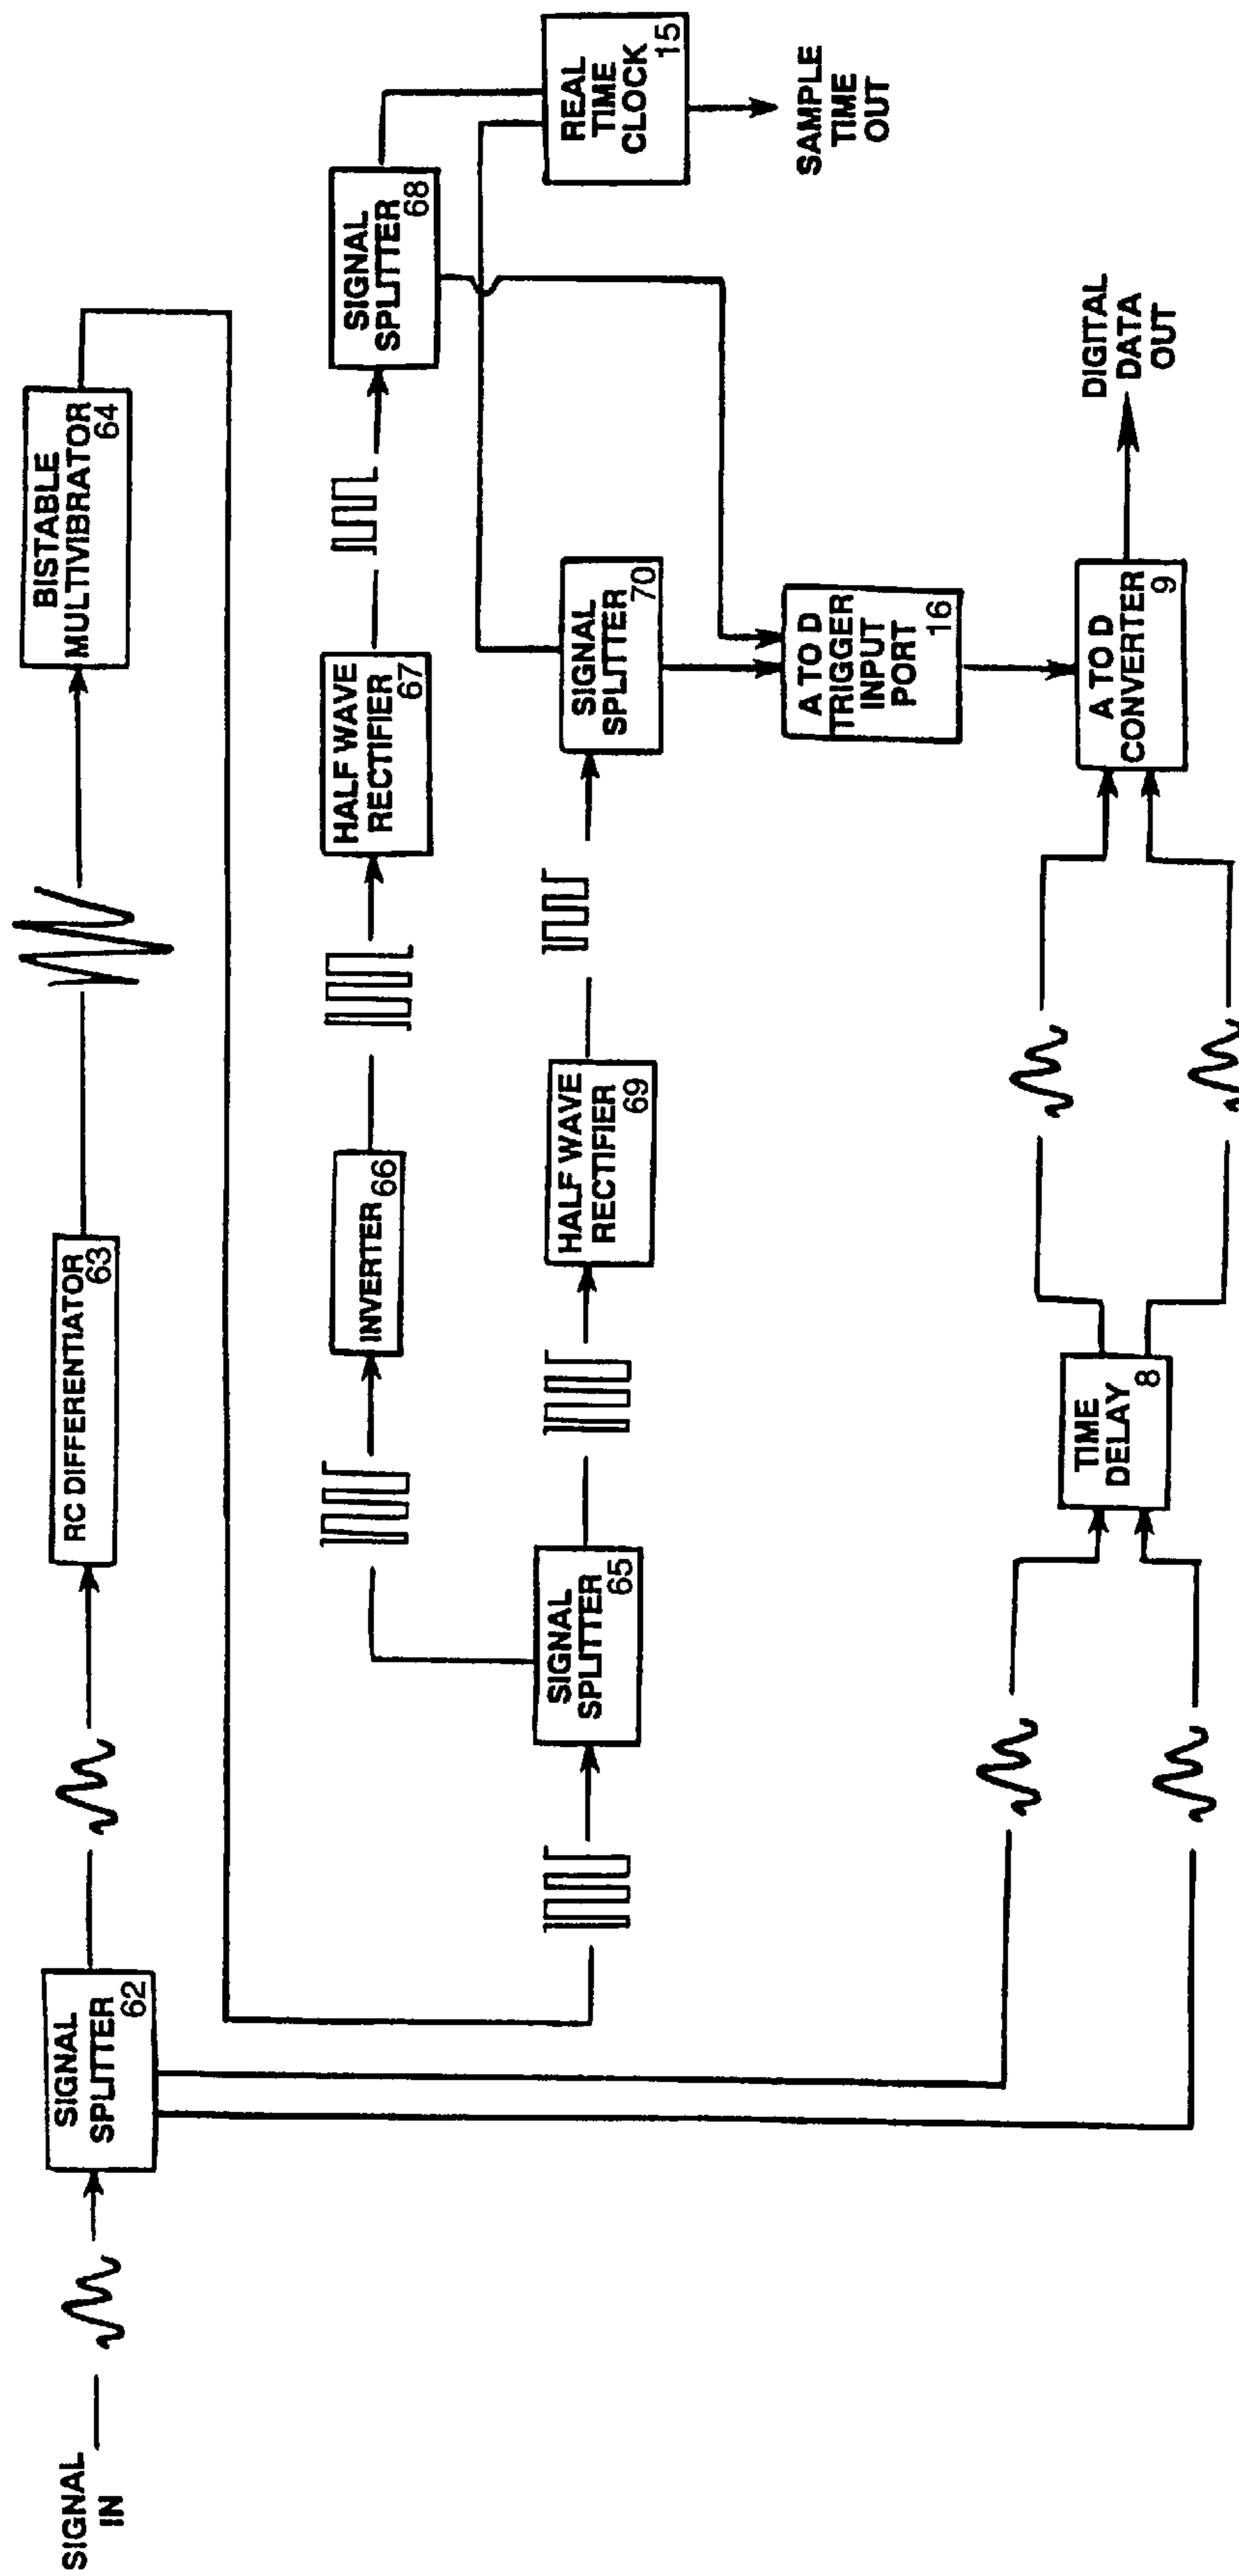 SIGNAL
IN
SIGNAL
SPLITTER
62
RC DIFFERENTIATOR
63
BISTABLE
MULTIVIBRATOR
64
INVERTER
66
HALF WAVE
RECTIFIER
67
SIGNAL
SPLITTER
68
SIGNAL
SPLITTER
65
HALF WAVE
RECTIFIER
69
SIGNAL
SPLITTER
70
REAL
TIME
CLOCK
15
SAMPLE
TIME
OUT
A TO D
TRIGGER
INPUT
PORT
16
TIME
DELAY
8
A TO D
CONVERTER
9
DIGITAL
DATA
OUT